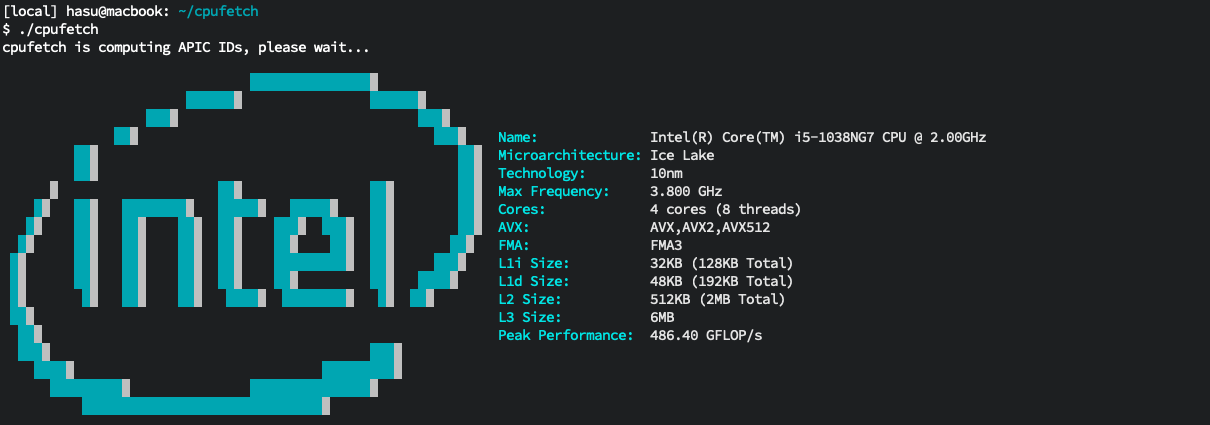 [local] hasu@macbook: ~/cpufetch
$ ./cpufetch
cpufetch is computing APIC IDs, please wait...
intel
Name: Intel(R) Core(TM) i5-1038NG7 CPU @ 2.00GHz
Microarchitecture: Ice Lake
Technology: 10nm
Max Frequency: 3.800 GHz
Cores: 4 cores (8 threads)
AVX: AVX,AVX2,AVX512
FMA: FMA3
L1i Size: 32KB (128KB Total)
L1d Size: 48KB (192KB Total)
L2 Size: 512KB (2MB Total)
L3 Size: 6MB
Peak Performance: 486.40 GFLOP/s